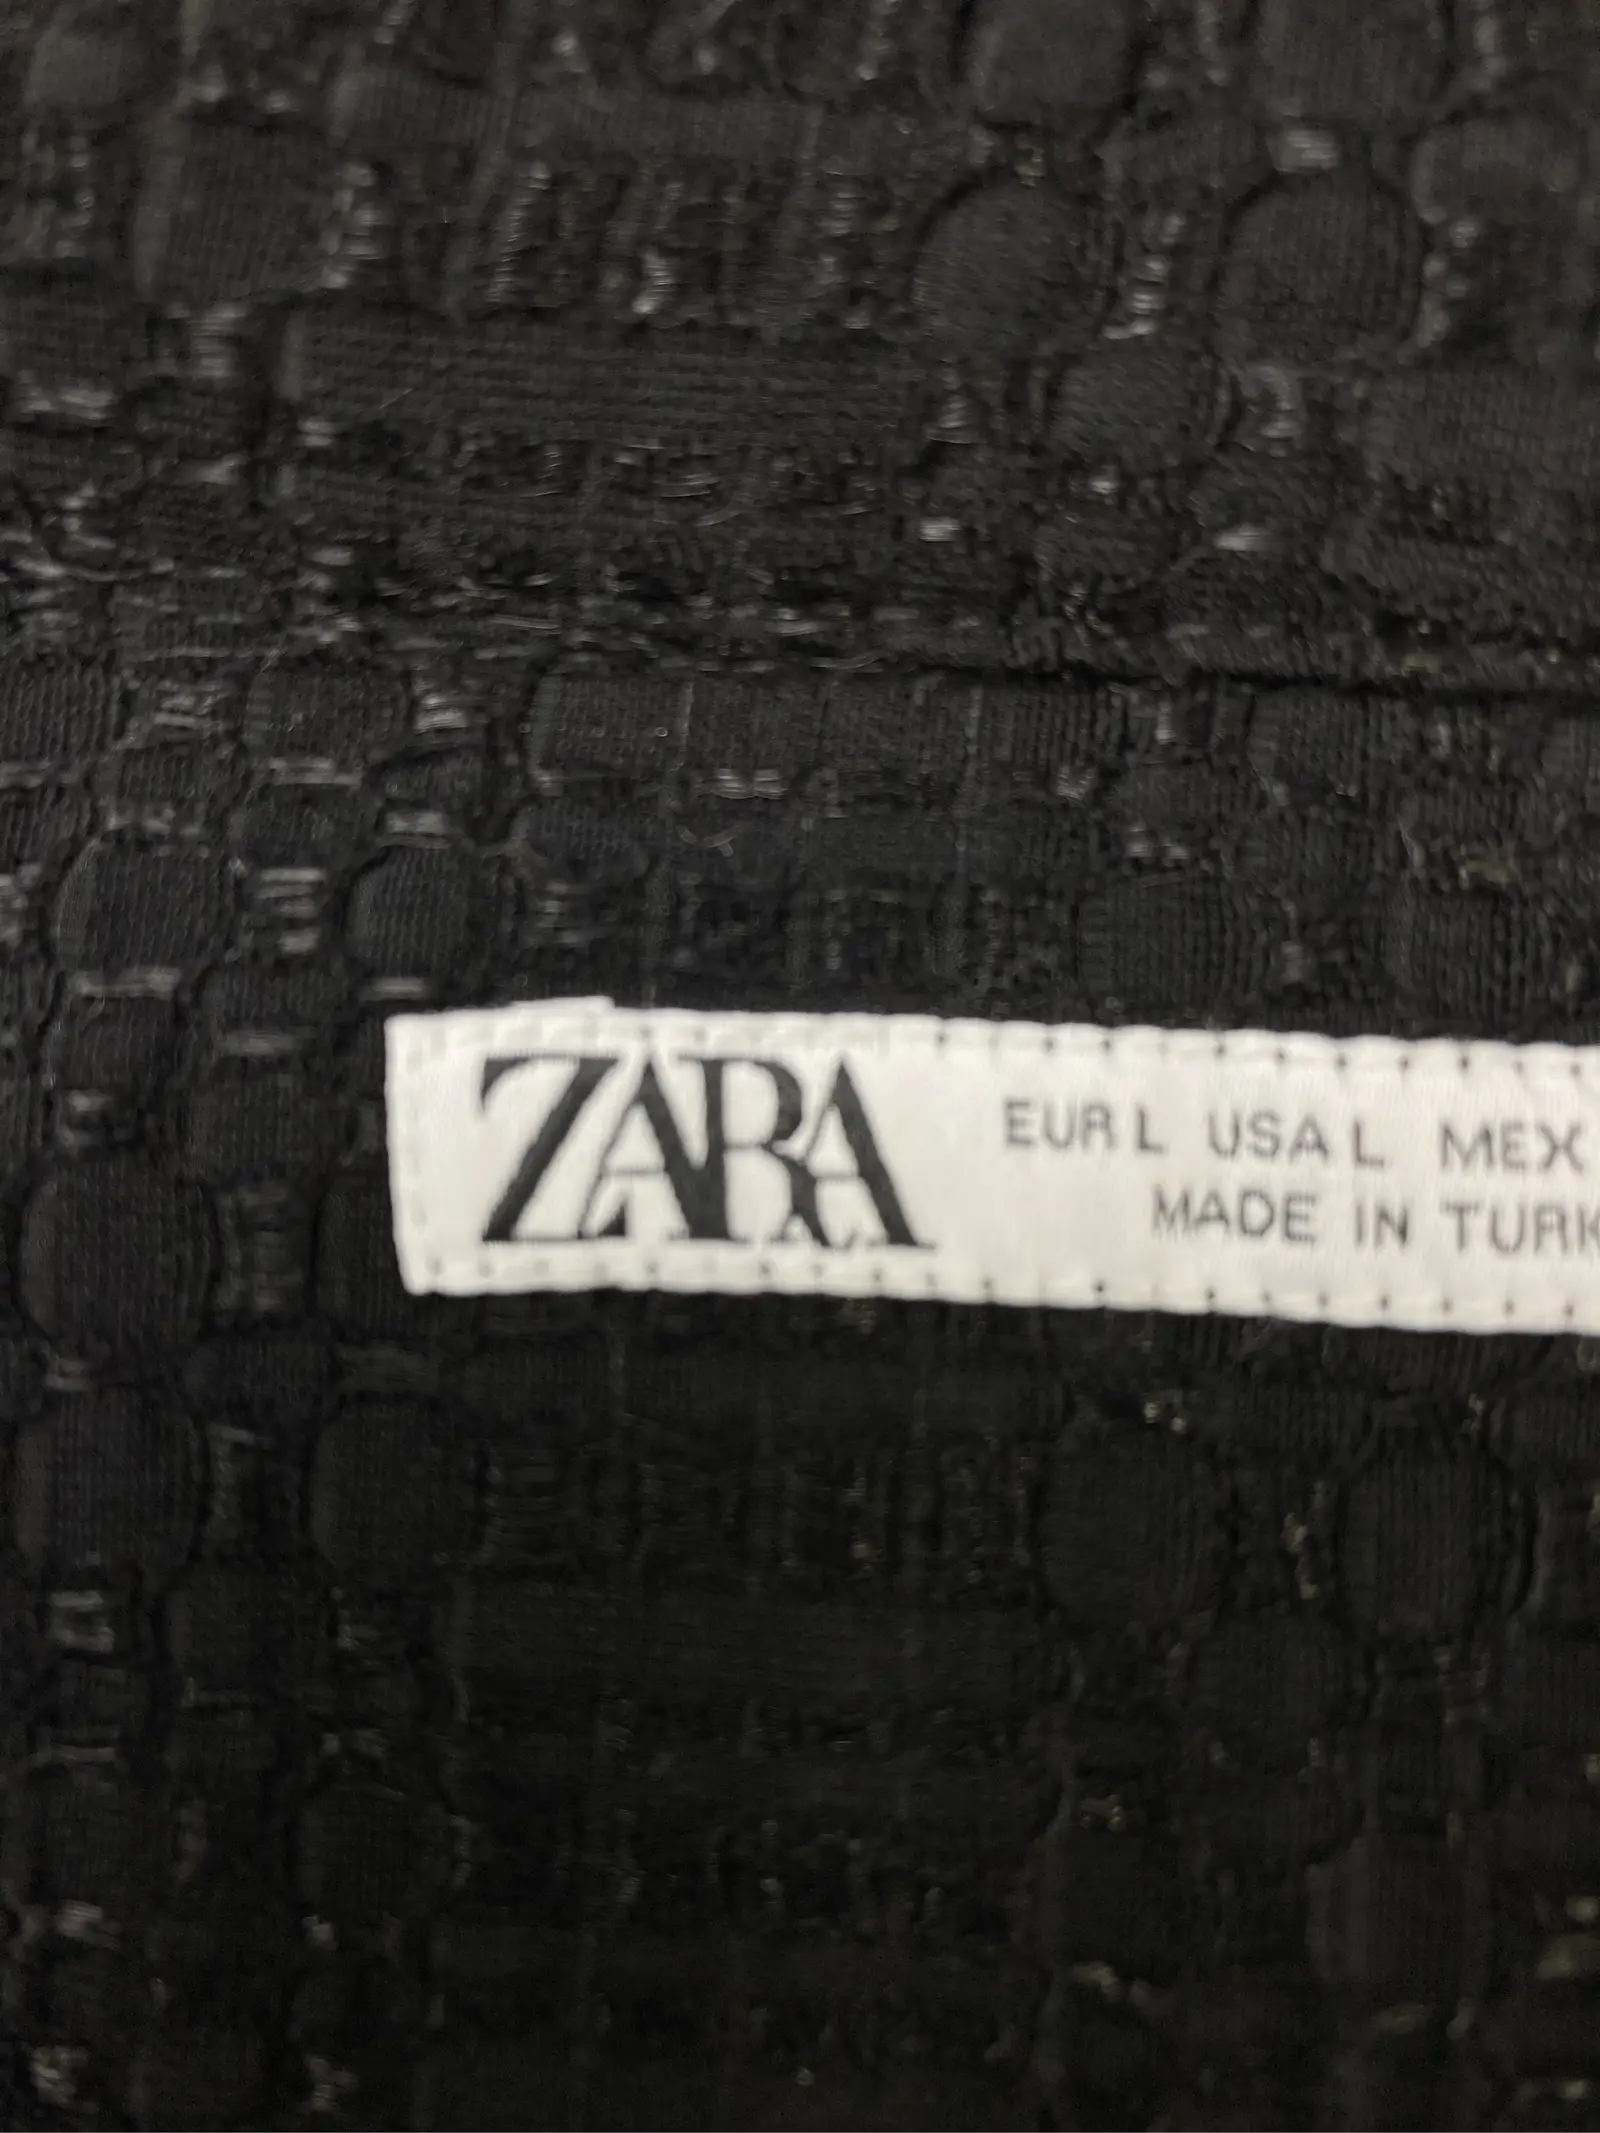 ZARA
EUR L USA L MEX
MADE IN TURK